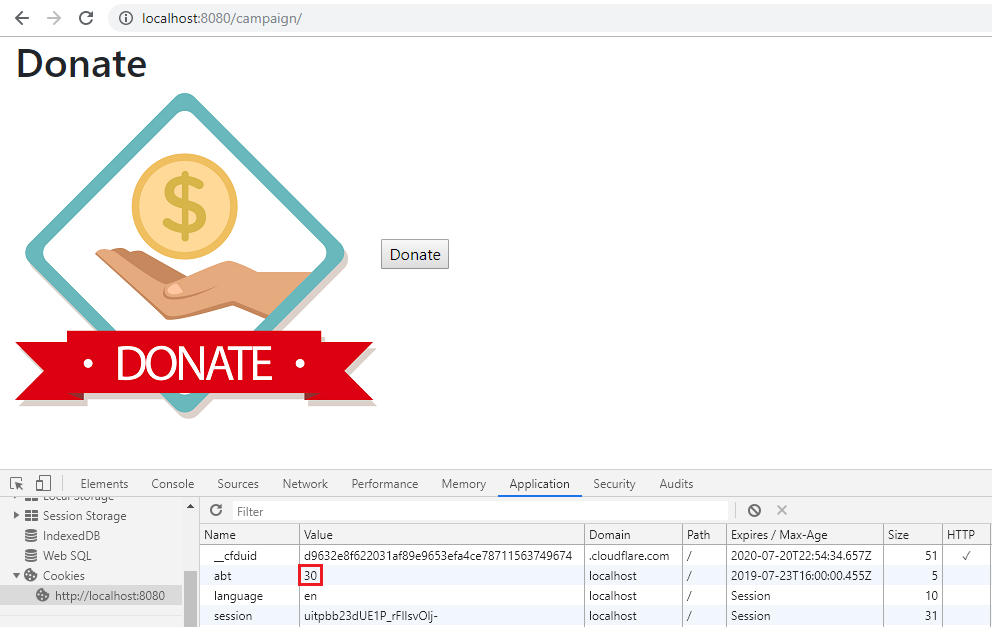 localhost:8080/campaign/
Donate
$
Donate
• DONATE •
Elements Console Sources Network Performance Memory Application Security Audits
Local Storage
Session Storage
IndexedDB
Web SQL
Cookies
http://localhost:8080
Filter
Name Value Domain Path Expires / Max-Age Size HTTP
__cfduid d9632e8f622031af89e9653efa4ce78711563749674 .cloudflare.com / 2020-07-20T22:54:34.657Z 51 ✓
abt 30 localhost / 2019-07-23T16:00:00.455Z 5
language en localhost / Session 10
session uitpbb23dUE1P_rFIlsvOlj- localhost / Session 31